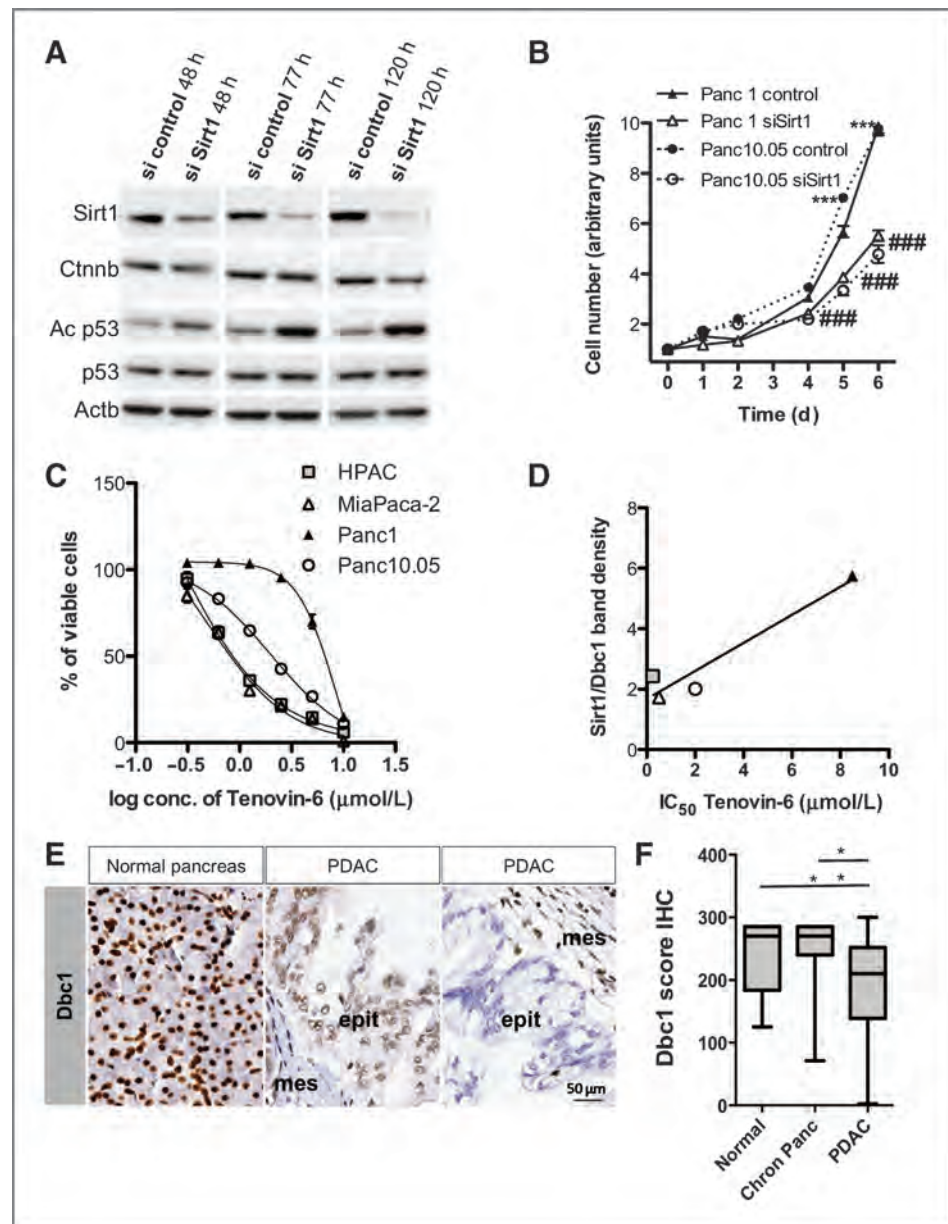 A
si control 48 h
si Sirt1 48 h
si control 77 h
si Sirt1 77 h
si control 120 h
si Sirt1 120 h
Sirt1
Ctnnb
Ac p53
p53
Actb
B
Panc 1 control
Panc 1 siSirt1
Panc10.05 control
Panc10.05 siSirt1
Cell number (arbitrary units)
10
8
6
4
2
***
***
###
###
###
0 1 2 3 4 5 6
Time (d)
C
HPAC
MiaPaca-2
Panc1
Panc10.05
% of viable cells
150
100
50
0
−1.0 −0.5 0.0 0.5 1.0 1.5
log conc. of Tenovin-6 (μmol/L)
D
Sirt1/Dbc1 band density
8
6
4
2
0
0 2 4 6 8 10
IC50 Tenovin-6 (μmol/L)
E
Normal pancreas
PDAC
PDAC
Dbc1
epit
mes
mes
epit
50 μm
F
Dbc1 score IHC
400
300
200
100
0
*
* *
Normal
Chron Panc
PDAC